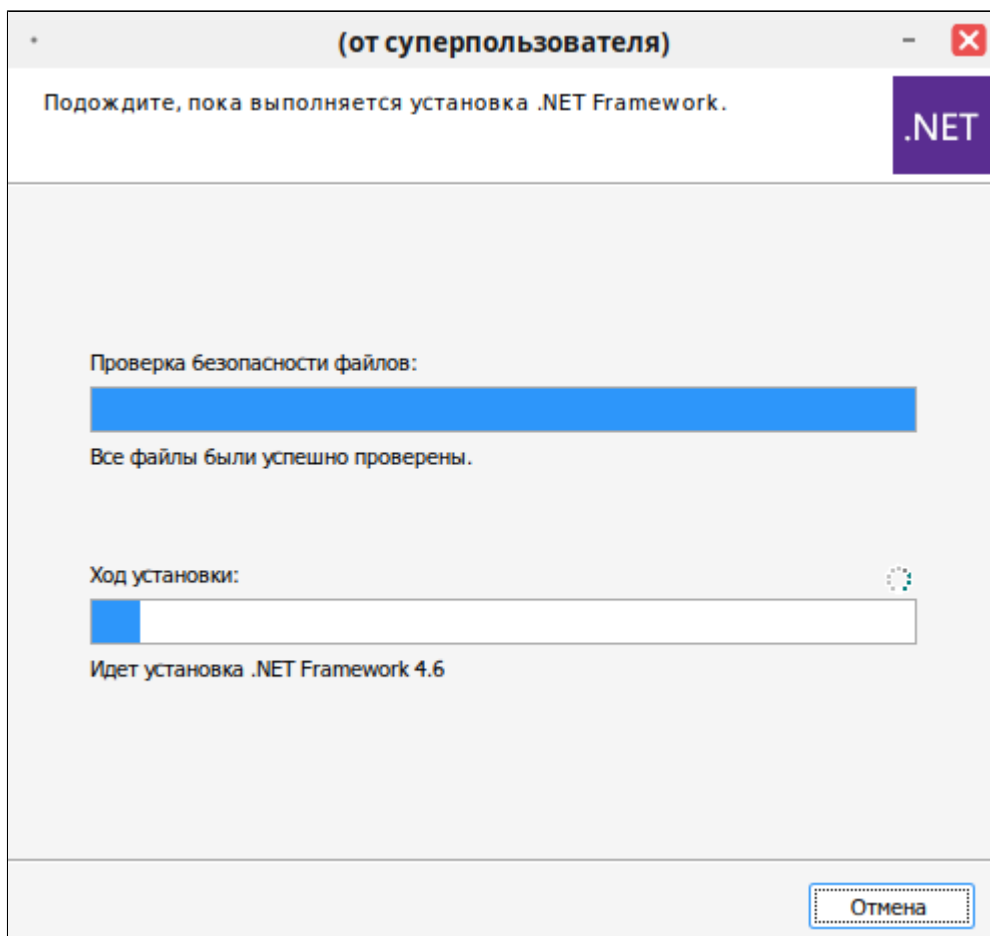 (от суперпользователя)
Подождите, пока выполняется установка .NET Framework.
.NET
Проверка безопасности файлов:
Все файлы были успешно проверены.
Ход установки:
Идет установка .NET Framework 4.6
Отмена